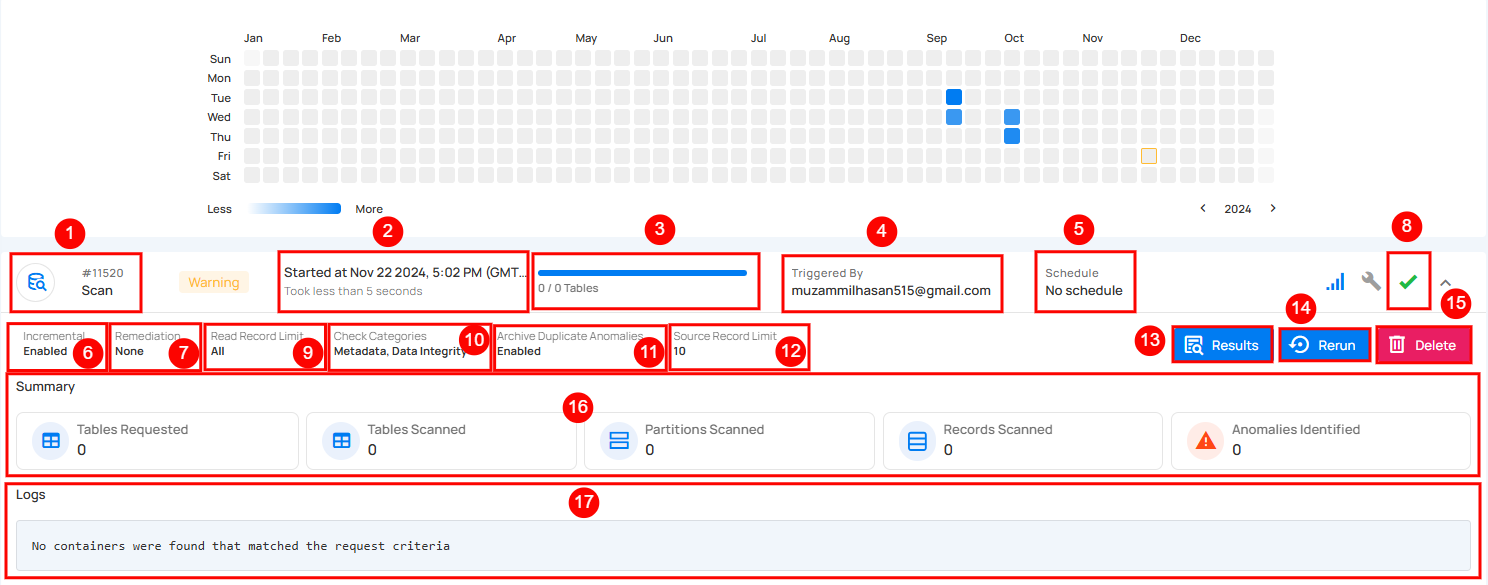 Jan Feb Mar Apr May Jun Jul Aug Sep Oct Nov Dec
Sun
Mon
Tue
Wed
Thu
Fri
Sat
Less More
2024
1 2 3 4 5 8
#11520
Scan
Warning
Started at Nov 22 2024, 5:02 PM (GMT...
Took less than 5 seconds
0 / 0 Tables
Triggered By
muzammilhasan515@gmail.com
Schedule
No schedule
Incremental
Enabled
6
Remediation
None
7
Read Record Limit
All
9
Check Categories
Metadata, Data Integrity
10
Archive Duplicate Anomalies
Enabled
11
Source Record Limit
10
12
13
Results
14
Rerun
15
Delete
Summary
16
Tables Requested
0
Tables Scanned
0
Partitions Scanned
0
Records Scanned
0
Anomalies Identified
0
Logs
17
No containers were found that matched the request criteria